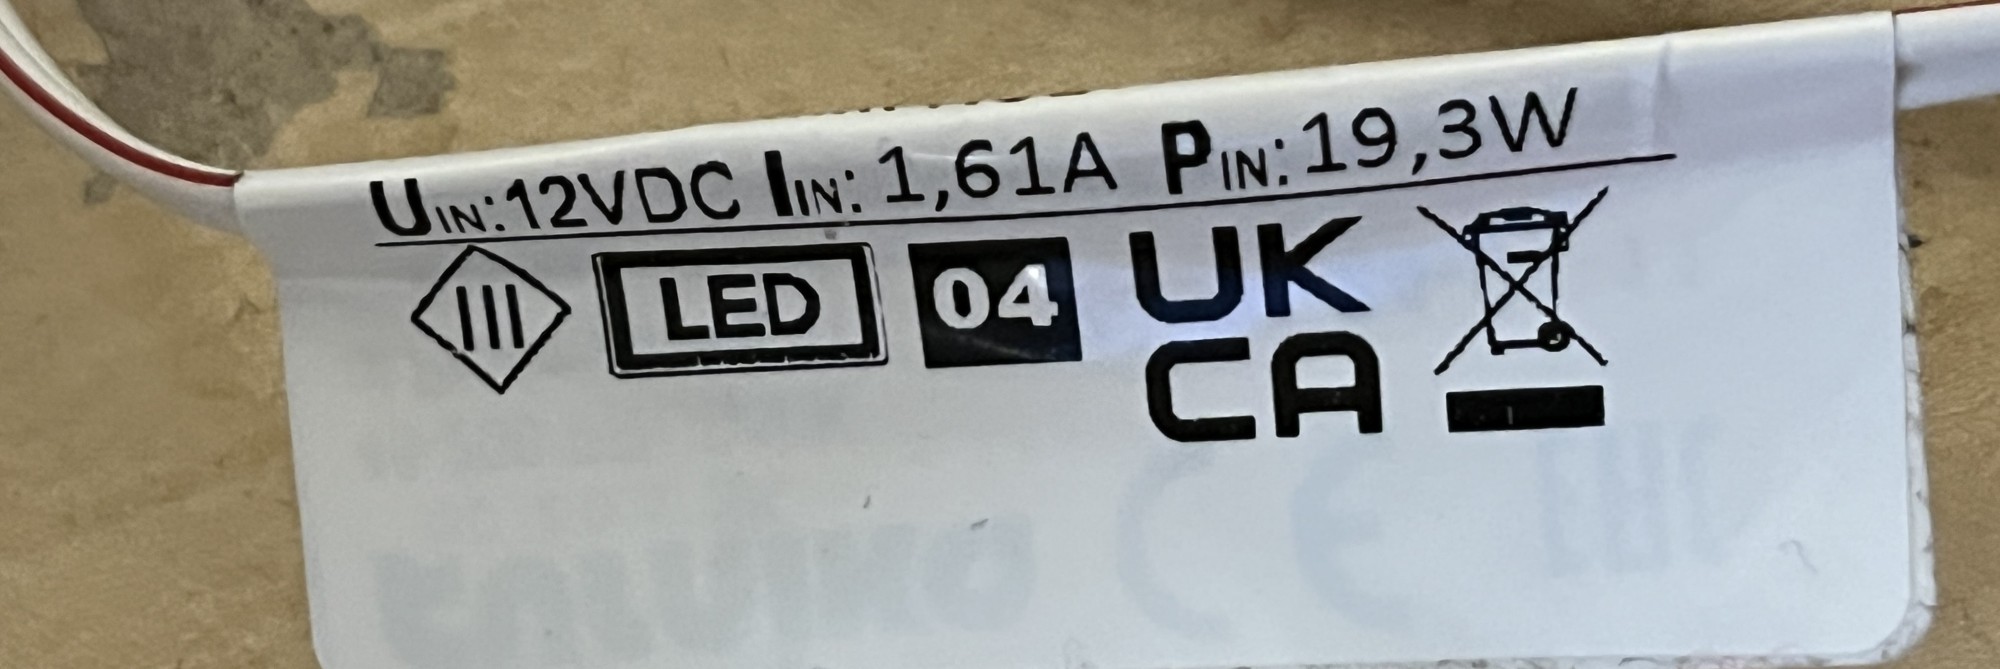 UIN:12VDC IIN: 1,61A PIN:19,3W
III LED 04 UK
CA